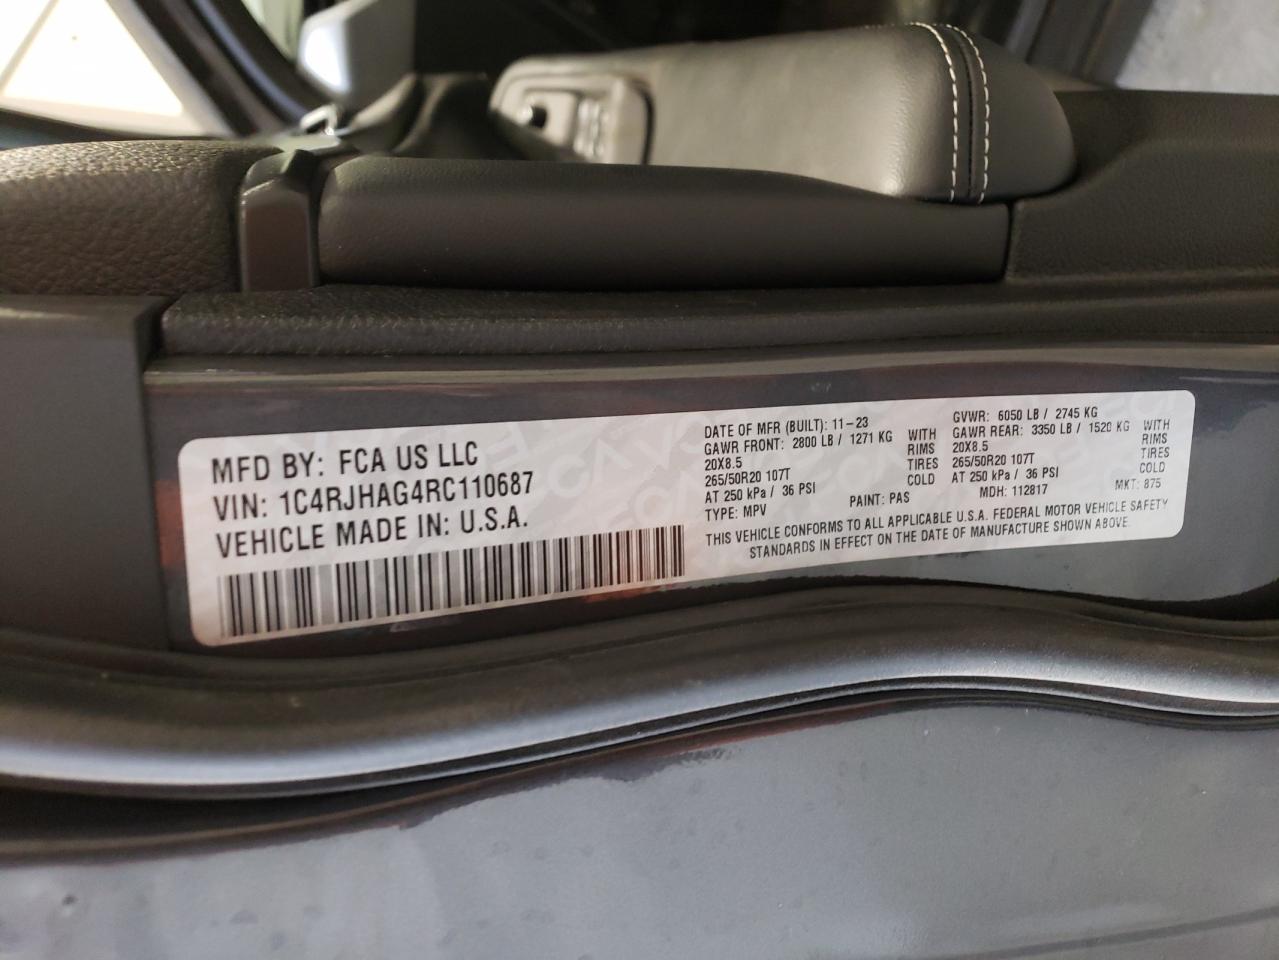 MFD BY: FCA US LLC
VIN: 1C4RJHAG4RC110687
VEHICLE MADE IN: U.S.A.
DATE OF MFR (BUILT): 11-23
GAWR FRONT: 2800 LB / 1271 KG WITH
20X8.5 RIMS
265/50R20 107T TIRES
AT 250 kPa / 36 PSI COLD
TYPE: MPV PAINT: PAS
GVWR: 6050 LB / 2745 KG
GAWR REAR: 3350 LB / 1520 KG WITH
20X8.5 RIMS
265/50R20 107T TIRES
AT 250 kPa / 36 PSI COLD
MDH: 112817 MKT: 875
THIS VEHICLE CONFORMS TO ALL APPLICABLE U.S.A. FEDERAL MOTOR VEHICLE SAFETY
STANDARDS IN EFFECT ON THE DATE OF MANUFACTURE SHOWN ABOVE.